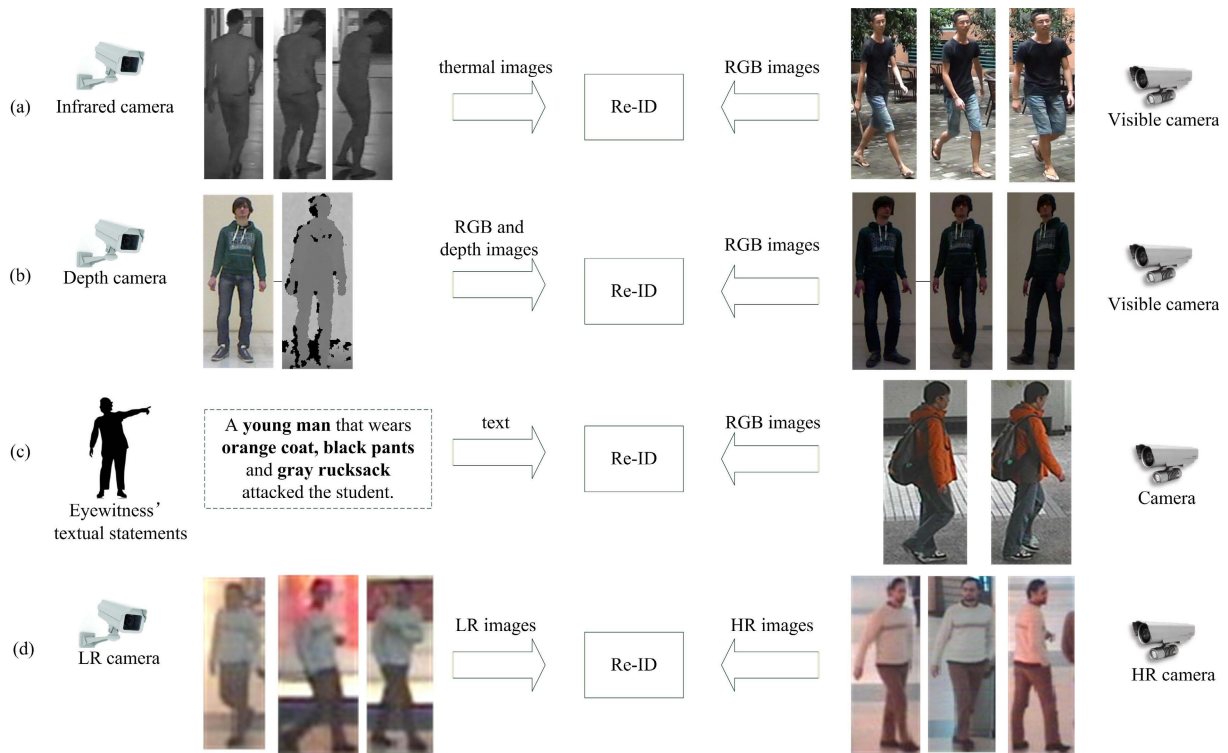 thermal images
RGB images
(a)
Infrared camera
Re-ID
Visible camera
RGB and
depth images
RGB images
(b)
Depth camera
Re-ID
Visible camera
A young man that wears
orange coat, black pants
and gray rucksack
attacked the student.
text
RGB images
(c)
Re-ID
Eyewitness'
textual statements
Camera
LR images
HR images
(d)
LR camera
Re-ID
HR camera